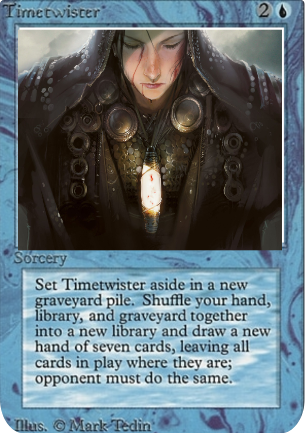 Timetwister 2
Sorcery
Set Timetwister aside in a new
graveyard pile. Shuffle your hand,
library, and graveyard together
into a new library and draw a new
hand of seven cards, leaving all
cards in play where they are;
opponent must do the same.
Illus. © Mark Tedin